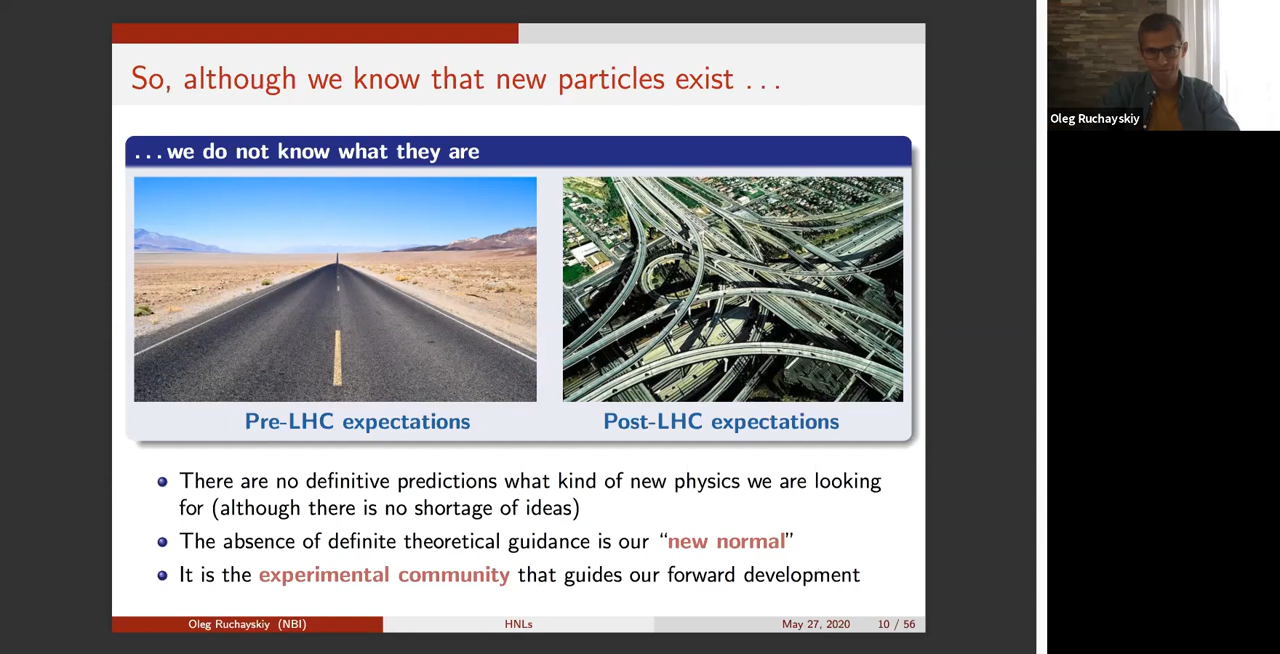 So, although we know that new particles exist . . .
. . . we do not know what they are
Pre-LHC expectations
Post-LHC expectations
There are no definitive predictions what kind of new physics we are looking
for (although there is no shortage of ideas)
The absence of definite theoretical guidance is our “new normal”
It is the experimental community that guides our forward development
Oleg Ruchayskiy (NBI)
HNLs
May 27, 2020
10 / 56
Oleg Ruchayskiy